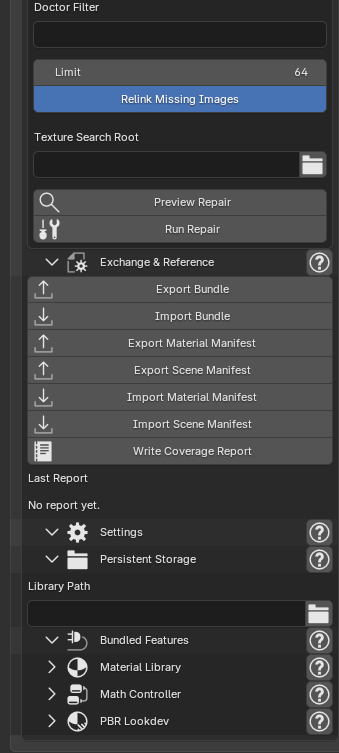 Doctor Filter
Limit 64
Relink Missing Images
Texture Search Root
Preview Repair
Run Repair
Exchange & Reference
Export Bundle
Import Bundle
Export Material Manifest
Export Scene Manifest
Import Material Manifest
Import Scene Manifest
Write Coverage Report
Last Report
No report yet.
Settings
Persistent Storage
Library Path
Bundled Features
Material Library
Math Controller
PBR Lookdev